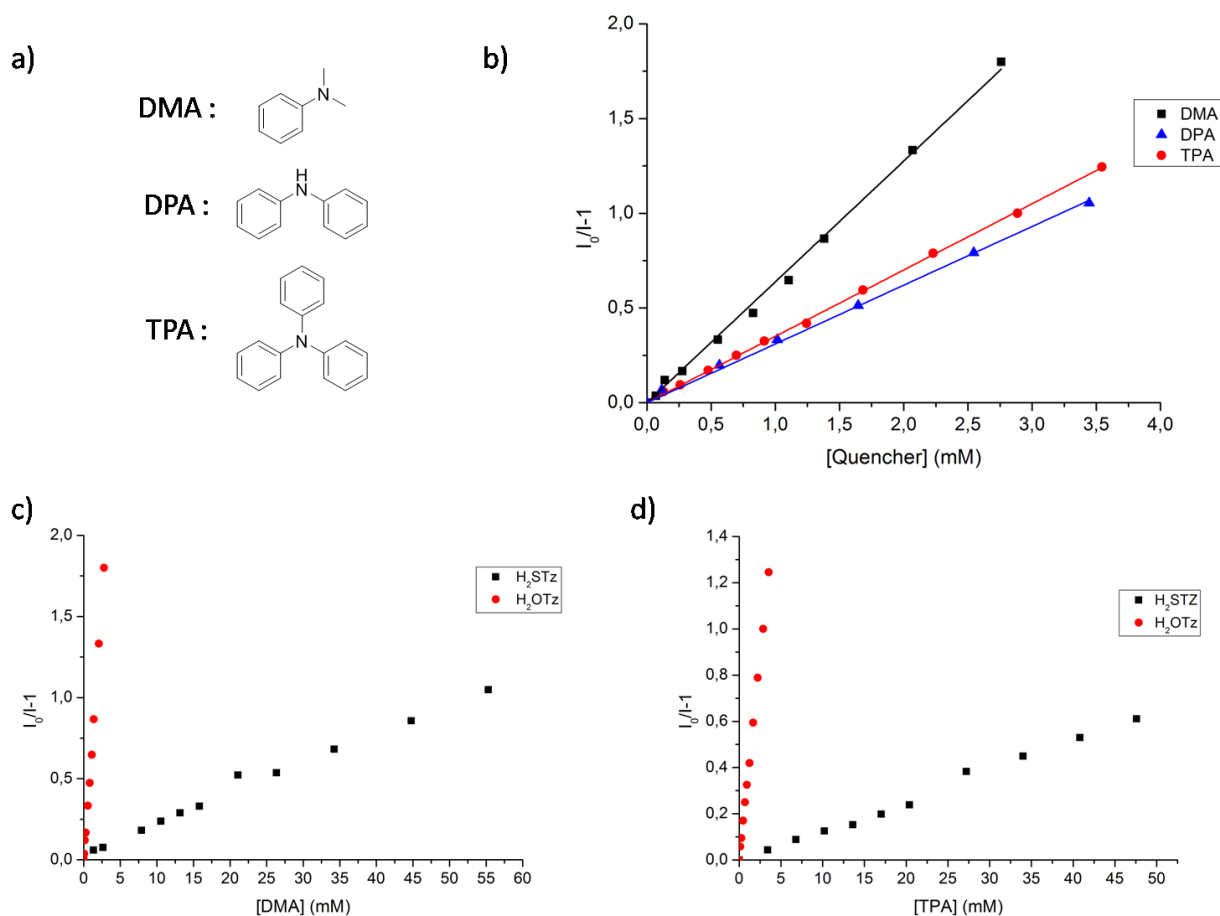 a)
DMA :
N
DPA :
H
N
TPA :
N
b)
2,0
1,5
1,0
0,5
0,0
I₀/I-1
0,0 0,5 1,0 1,5 2,0 2,5 3,0 3,5 4,0
[Quencher] (mM)
DMA
DPA
TPA
c)
2,0
1,5
1,0
0,5
0,0
I₀/I-1
0 5 10 15 20 25 30 35 40 45 50 55 60
[DMA] (mM)
H₂STz
H₂OTz
d)
1,4
1,2
1,0
0,8
0,6
0,4
0,2
0,0
I₀/I-1
0 5 10 15 20 25 30 35 40 45 50
[TPA] (mM)
H₂STZ
H₂OTz